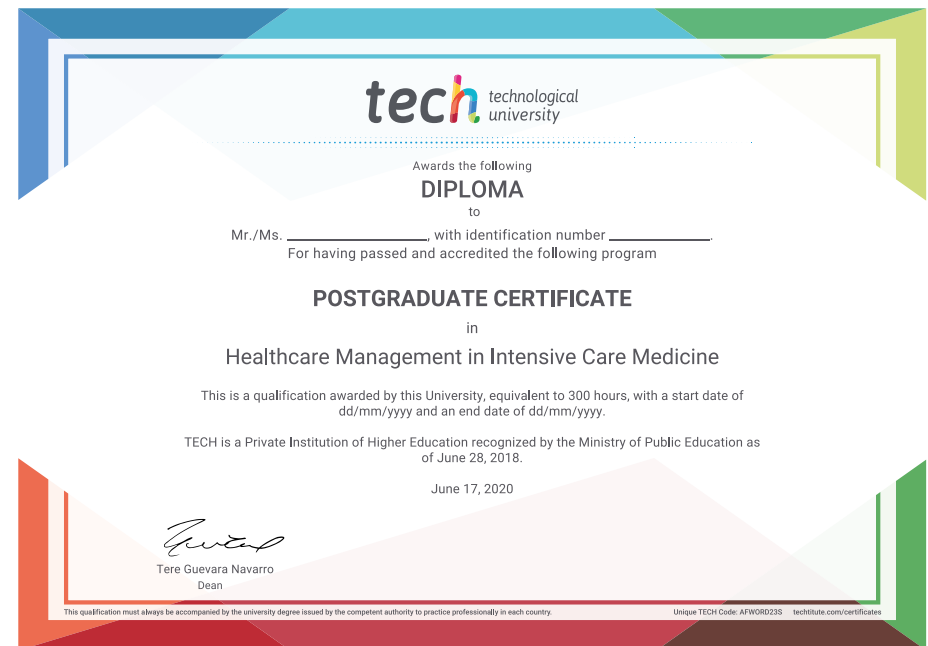 tech technological
university
Awards the following
DIPLOMA
to
Mr./Ms. ____________________, with identification number ______________.
For having passed and accredited the following program
POSTGRADUATE CERTIFICATE
in
Healthcare Management in Intensive Care Medicine
This is a qualification awarded by this University, equivalent to 300 hours, with a start date of
dd/mm/yyyy and an end date of dd/mm/yyyy.
TECH is a Private Institution of Higher Education recognized by the Ministry of Public Education as
of June 28, 2018.
June 17, 2020
Tere Guevara Navarro
Dean
This qualification must always be accompanied by the university degree issued by the competent authority to practice professionally in each country.
Unique TECH Code: AFWORD23S techtitute.com/certificates